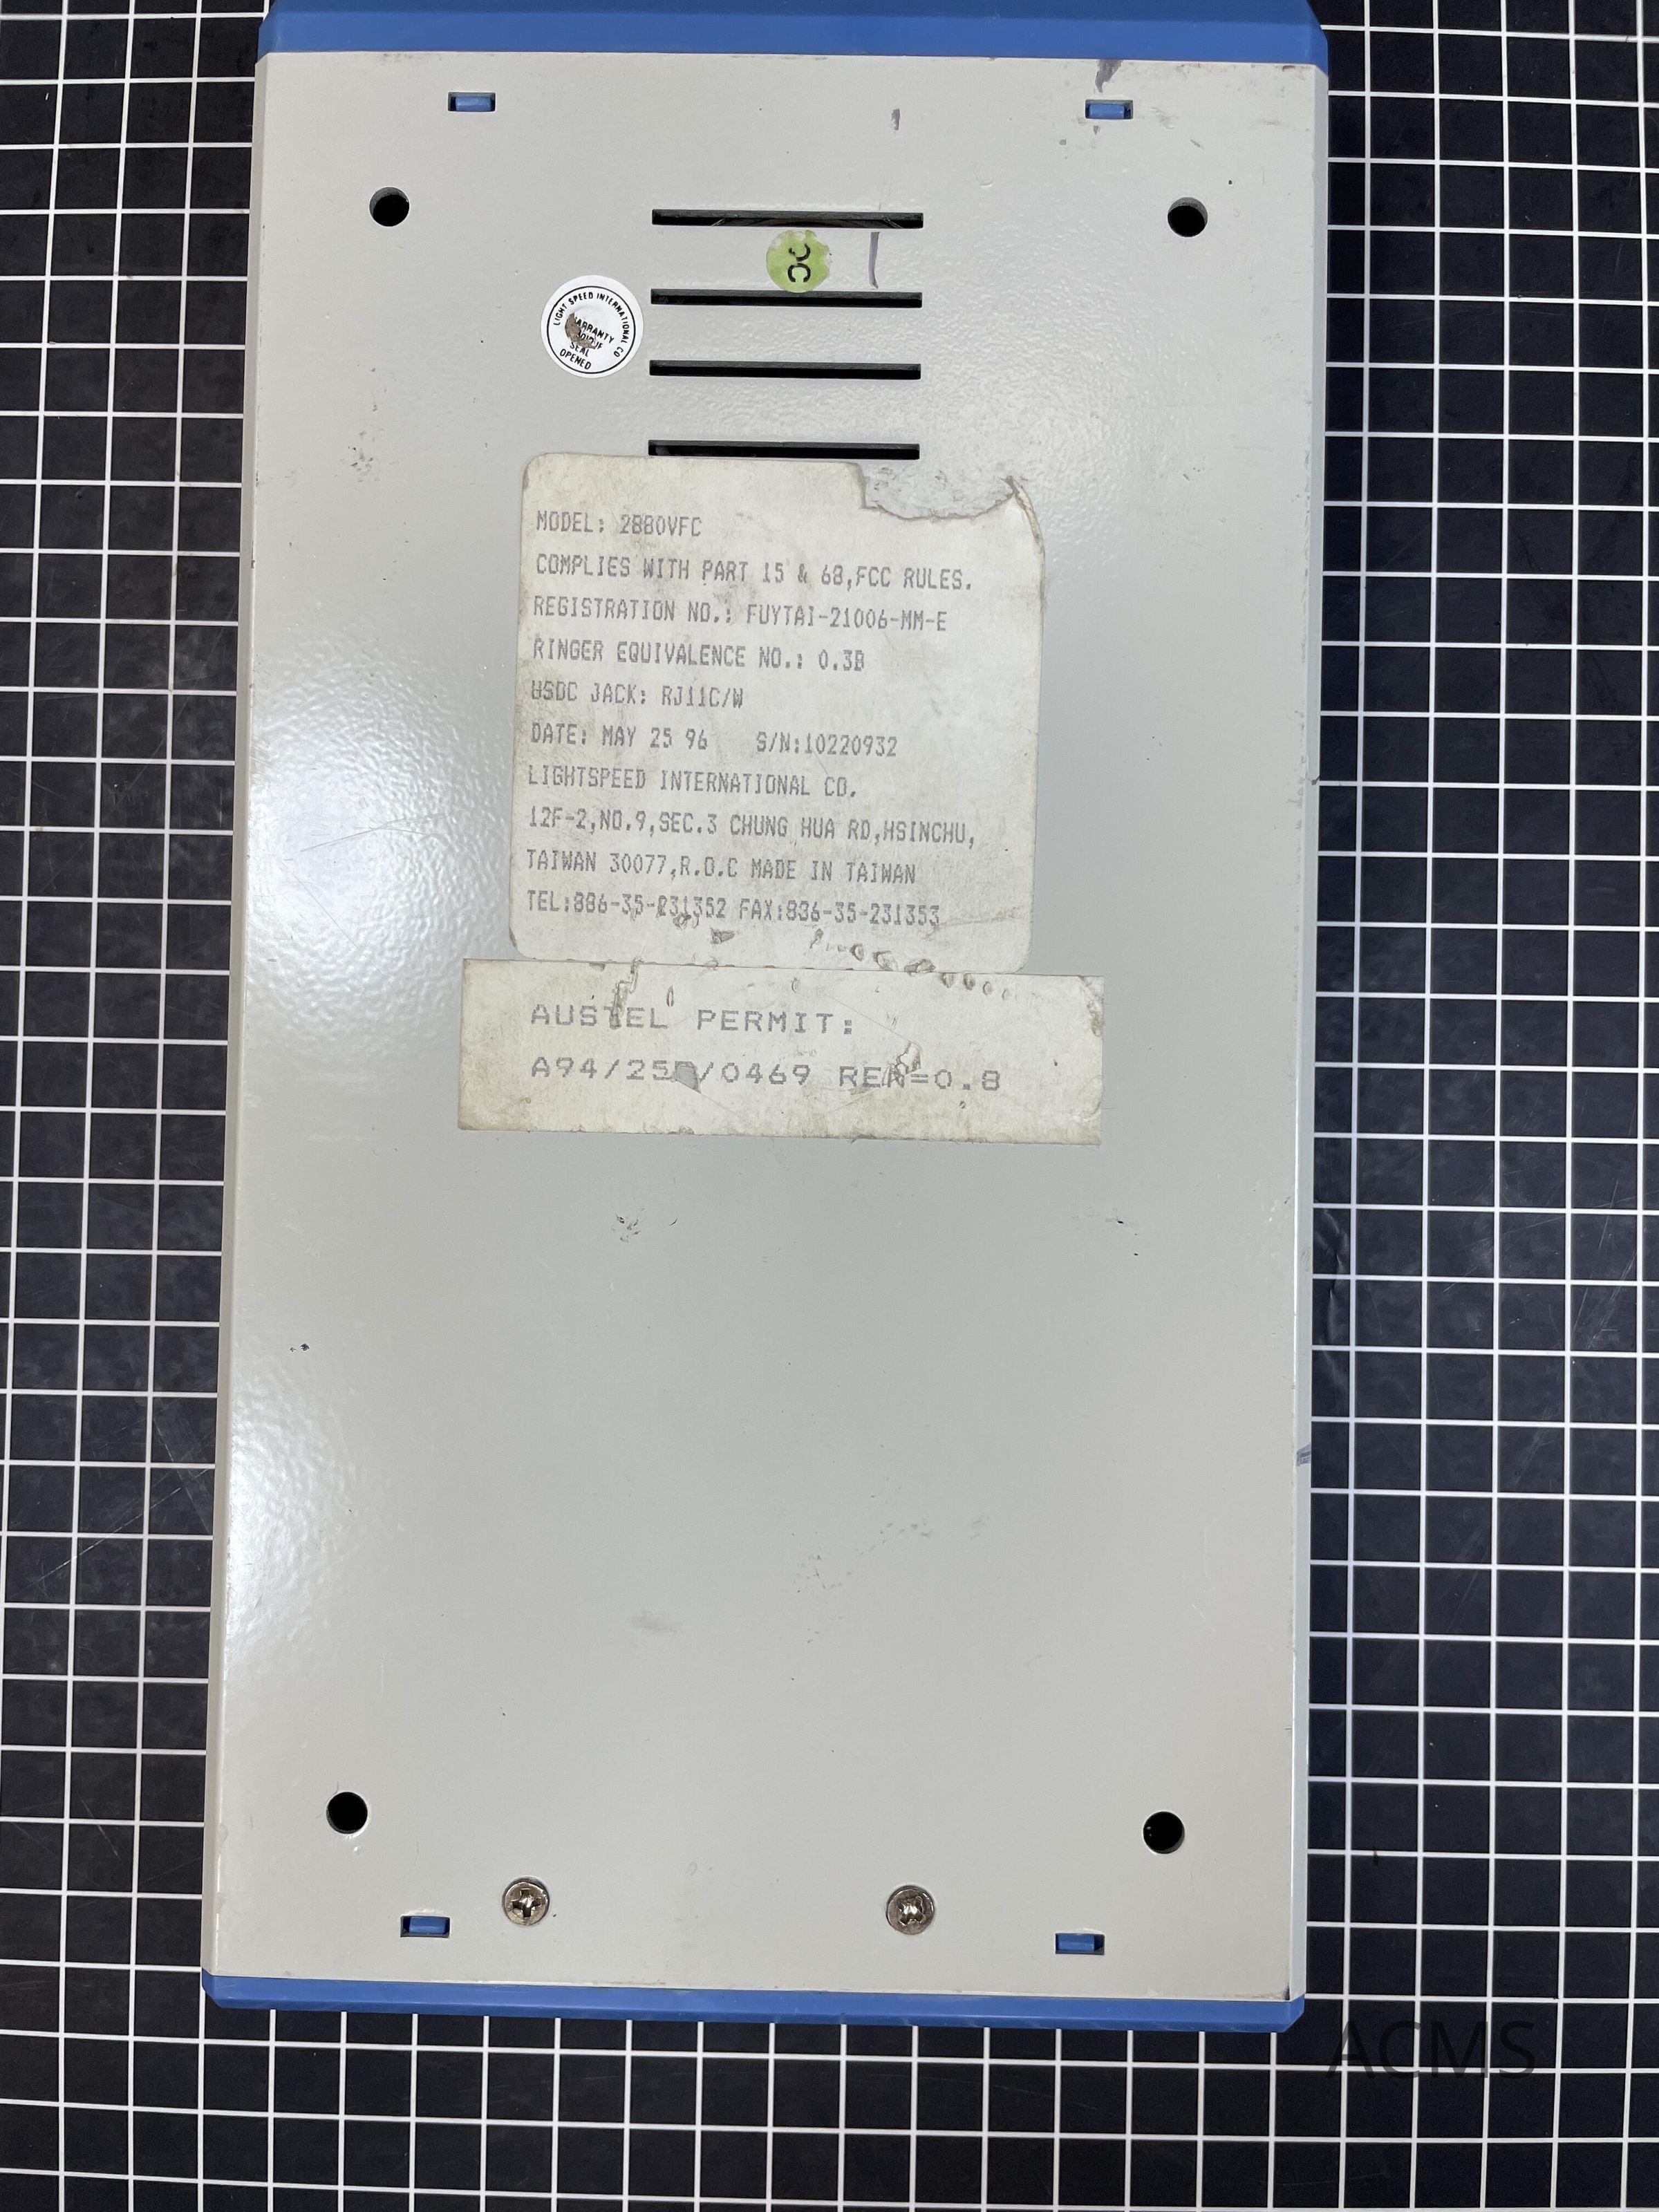 CC
LIGHT SPEED INTERNATIONAL CO
WARRANTY
SEAL
OPENED
MODEL: 2880VFC
COMPLIES WITH PART 15 & 68,FCC RULES.
REGISTRATION NO.: FUYTAI-21006-MM-E
RINGER EQUIVALENCE NO.: 0.3B
USOC JACK: RJ11C/W
DATE: MAY 25 96 S/N:10220932
LIGHTSPEED INTERNATIONAL CO.
12F-2,NO.9,SEC.3 CHUNG HUA RD,HSINCHU,
TAIWAN 30077,R.O.C MADE IN TAIWAN
TEL:886-35-231352 FAX:886-35-231353
AUSTEL PERMIT:
REN=0.8
ACMS